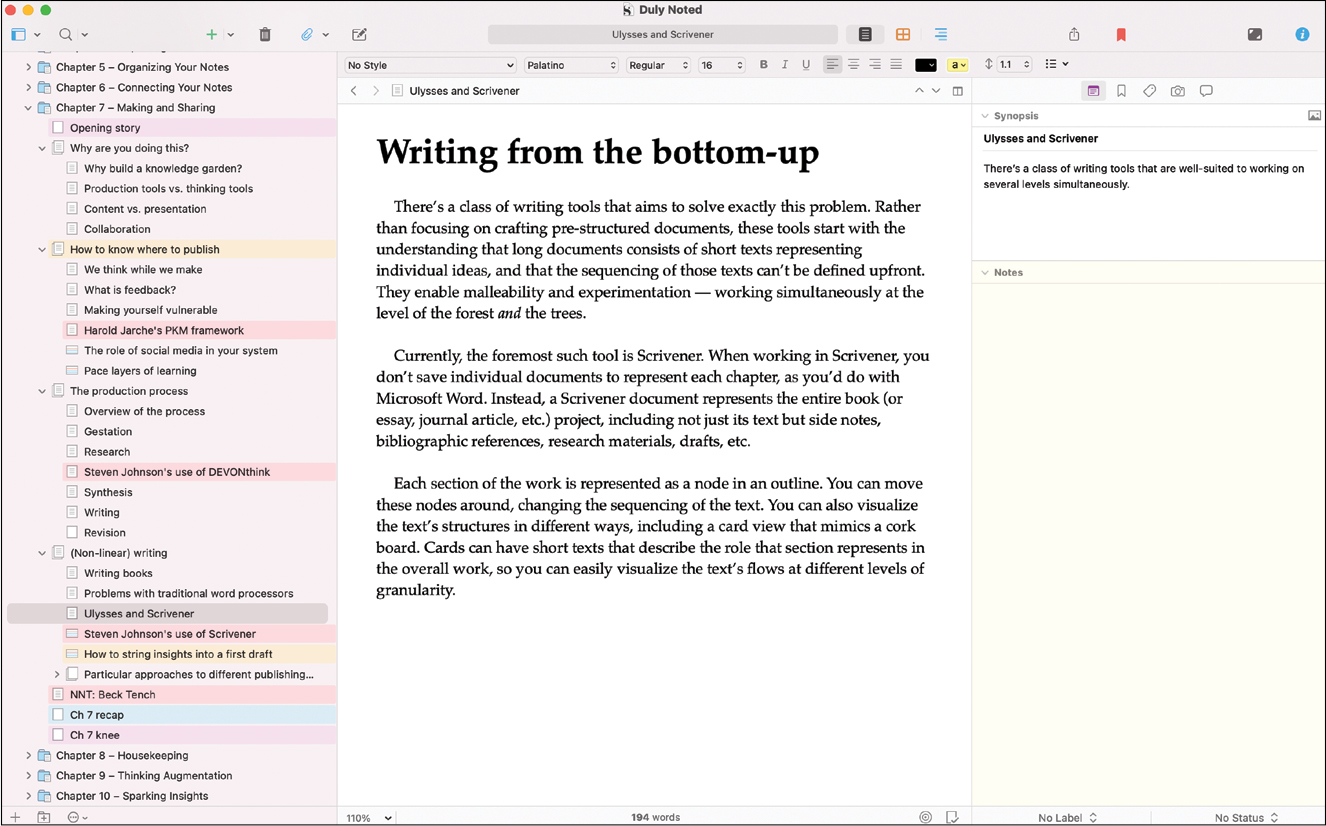 Duly Noted
Ulysses and Scrivener
No Style
Palatino
Regular
16
B
I
U
a
1.1
Chapter 5 – Organizing Your Notes
Chapter 6 – Connecting Your Notes
Chapter 7 – Making and Sharing
Opening story
Why are you doing this?
Why build a knowledge garden?
Production tools vs. thinking tools
Content vs. presentation
Collaboration
How to know where to publish
We think while we make
What is feedback?
Making yourself vulnerable
Harold Jarche's PKM framework
The role of social media in your system
Pace layers of learning
The production process
Overview of the process
Gestation
Research
Steven Johnson's use of DEVONthink
Synthesis
Writing
Revision
(Non-linear) writing
Writing books
Problems with traditional word processors
Ulysses and Scrivener
Steven Johnson's use of Scrivener
How to string insights into a first draft
Particular approaches to different publishing...
NNT: Beck Tench
Ch 7 recap
Ch 7 knee
Chapter 8 – Housekeeping
Chapter 9 – Thinking Augmentation
Chapter 10 – Sparking Insights
Ulysses and Scrivener
Writing from the bottom-up
There's a class of writing tools that aims to solve exactly this problem. Rather
than focusing on crafting pre-structured documents, these tools start with the
understanding that long documents consists of short texts representing
individual ideas, and that the sequencing of those texts can't be defined upfront.
They enable malleability and experimentation — working simultaneously at the
level of the forest and the trees.
Currently, the foremost such tool is Scrivener. When working in Scrivener, you
don't save individual documents to represent each chapter, as you'd do with
Microsoft Word. Instead, a Scrivener document represents the entire book (or
essay, journal article, etc.) project, including not just its text but side notes,
bibliographic references, research materials, drafts, etc.
Each section of the work is represented as a node in an outline. You can move
these nodes around, changing the sequencing of the text. You can also visualize
the text's structures in different ways, including a card view that mimics a cork
board. Cards can have short texts that describe the role that section represents in
the overall work, so you can easily visualize the text's flows at different levels of
granularity.
110%
194 words
Synopsis
Ulysses and Scrivener
There's a class of writing tools that are well-suited to working on
several levels simultaneously.
Notes
No Label
No Status